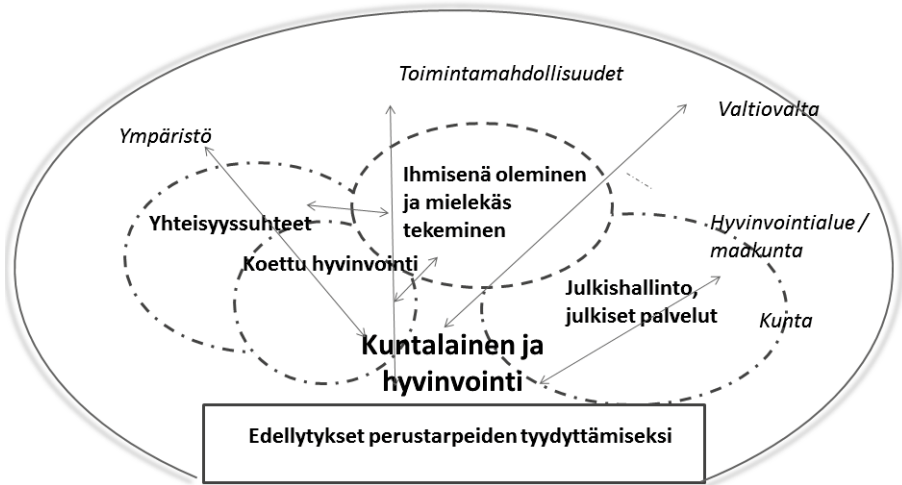 Toimintamahdollisuudet
Valtiovalta
Ympäristö
Ihmisenä oleminen
ja mielekäs
tekeminen
Yhteisyyssuhteet
Hyvinvointialue /
maakunta
Koettu hyvinvointi
Julkishallinto,
julkiset palvelut
Kunta
Kuntalainen ja
hyvinvointi
Edellytykset perustarpeiden tyydyttämiseksi